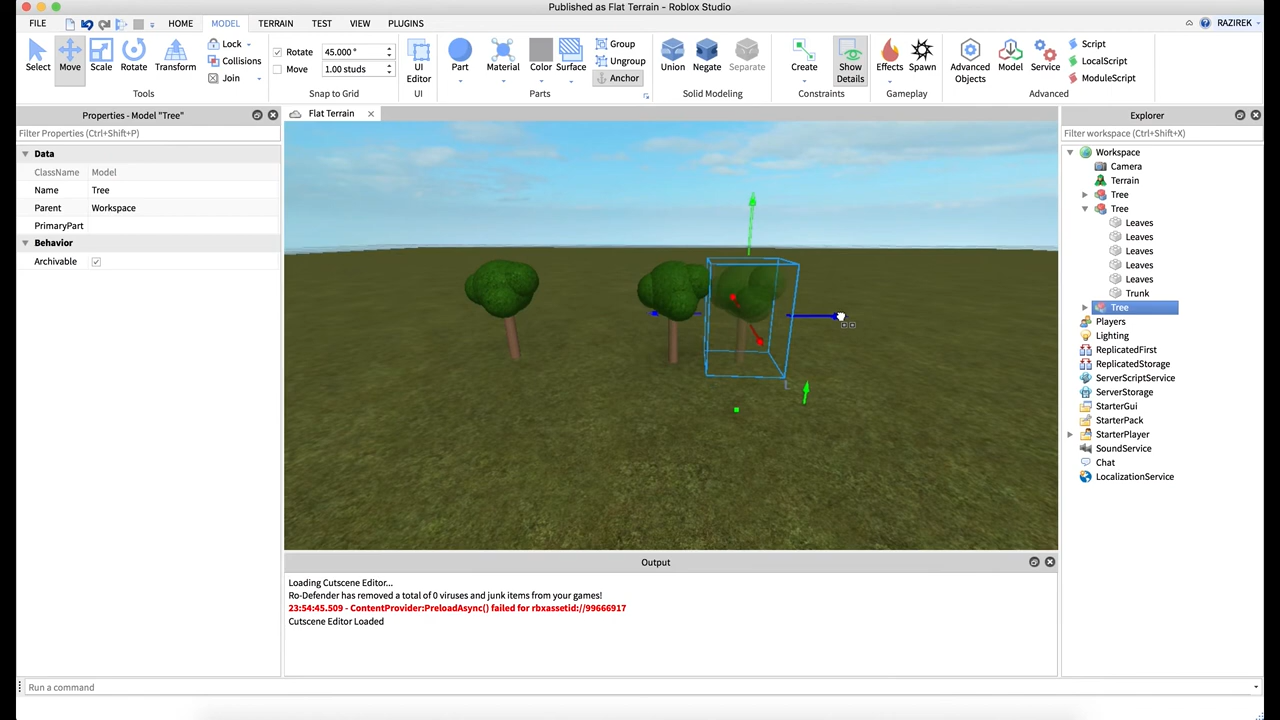 Published as Flat Terrain - Roblox Studio
FILE HOME MODEL TERRAIN TEST VIEW PLUGINS RAZIREK
Select Move Scale Rotate Transform
Lock
Collisions
Join
Tools
Rotate 45.000 °
Move 1.00 studs
Snap to Grid
UI Editor
UI
Part Material Color Surface
Group
Ungroup
Anchor
Parts
Union Negate Separate
Solid Modeling
Create Show Details
Constraints
Effects Spawn
Gameplay
Advanced Objects Model Service
Script
LocalScript
ModuleScript
Advanced
Properties - Model "Tree"
Filter Properties (Ctrl+Shift+P)
Data
ClassName Model
Name Tree
Parent Workspace
PrimaryPart
Behavior
Archivable
Flat Terrain
L
Output
Loading Cutscene Editor...
Ro-Defender has removed a total of 0 viruses and junk items from your games!
23:54:45.509 - ContentProvider:PreloadAsync() failed for rbxassetid://99666917
Cutscene Editor Loaded
Explorer
Filter workspace (Ctrl+Shift+X)
Workspace
Camera
Terrain
Tree
Tree
Leaves
Leaves
Leaves
Leaves
Leaves
Trunk
Tree
Players
Lighting
ReplicatedFirst
ReplicatedStorage
ServerScriptService
ServerStorage
StarterGui
StarterPack
StarterPlayer
SoundService
Chat
LocalizationService
Run a command